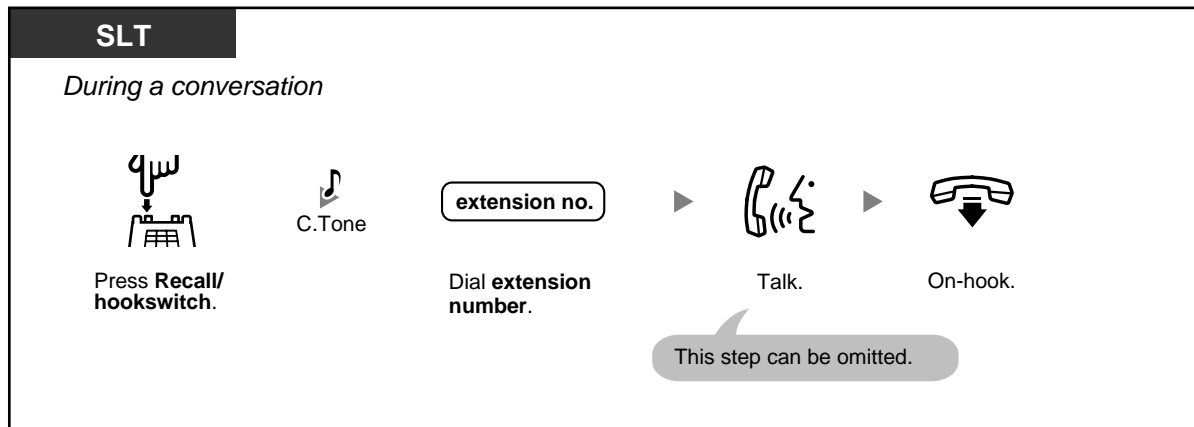 SLT
During a conversation
C.Tone
extension no.
Press Recall/
hookswitch.
Dial extension
number.
Talk.
On-hook.
This step can be omitted.